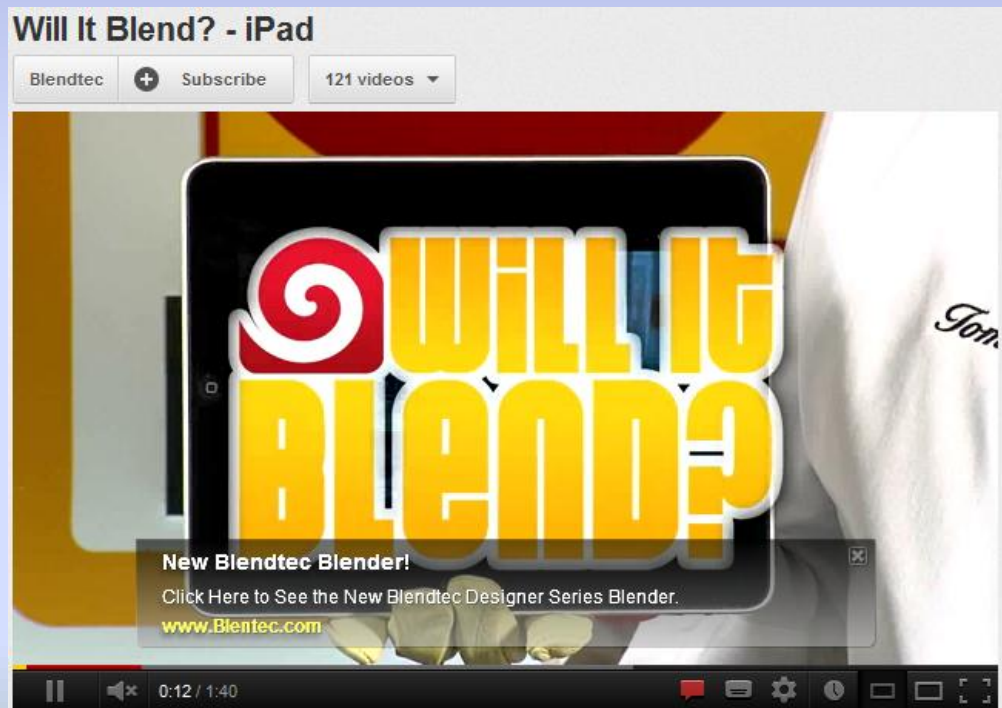 Will It Blend? - iPad
Blendtec Subscribe 121 videos
Will It
Blend?
Tom
New Blendtec Blender!
Click Here to See the New Blendtec Designer Series Blender.
www.Blentec.com
0:12 / 1:40